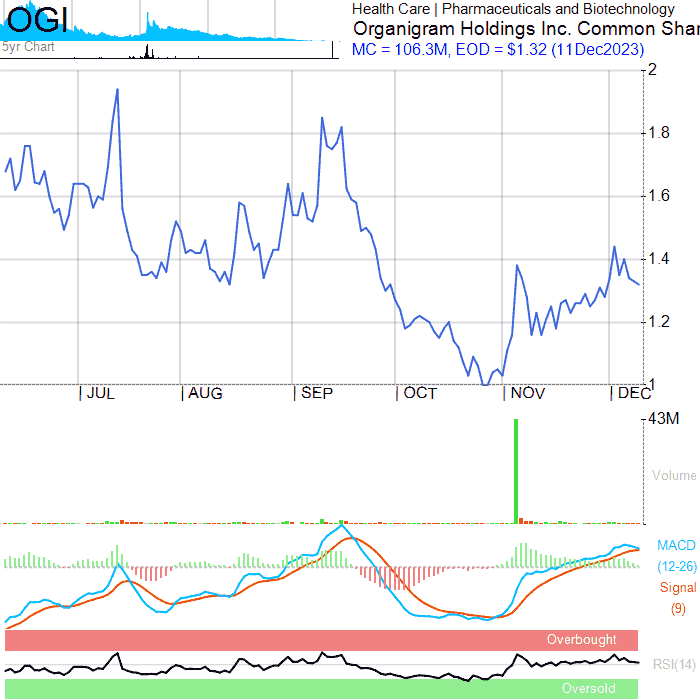 OGI
Health Care | Pharmaceuticals and Biotechnology
Organigram Holdings Inc. Common Shar
MC = 106.3M, EOD = $1.32 (11Dec2023)
5yr Chart
2
1.8
1.6
1.4
1.2
1
| JUL | AUG | SEP | OCT | NOV | DEC
43M
Volume
MACD
(12-26)
Signal
(9)
Overbought
RSI(14)
Oversold